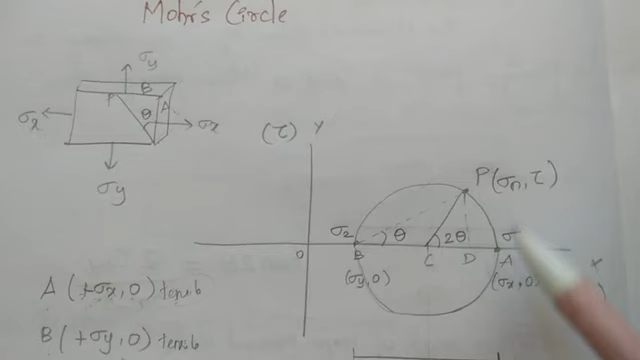 Mohr's Circle
σy
B
P
A
θ
σx
σx
σy
(τ) Y
P(σn, τ)
σ2
θ
2θ
σ
0
B
C
D
A
x
(σy, 0)
(σx, 0
)
A (+σx, 0) tensile
B (+σy, 0) tensile